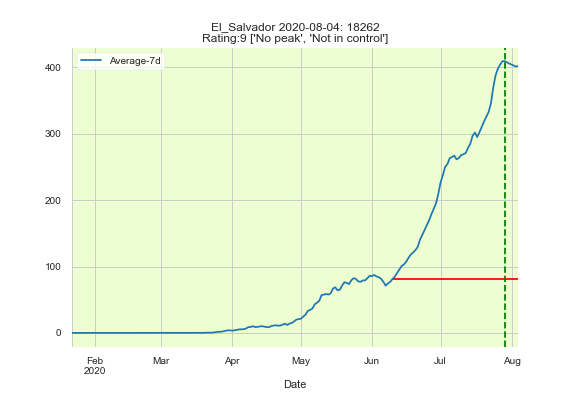 El_Salvador 2020-08-04: 18262
Rating:9 ['No peak', 'Not in control']
Average-7d
400
300
200
100
0
Feb Mar Apr May Jun Jul Aug
2020
Date